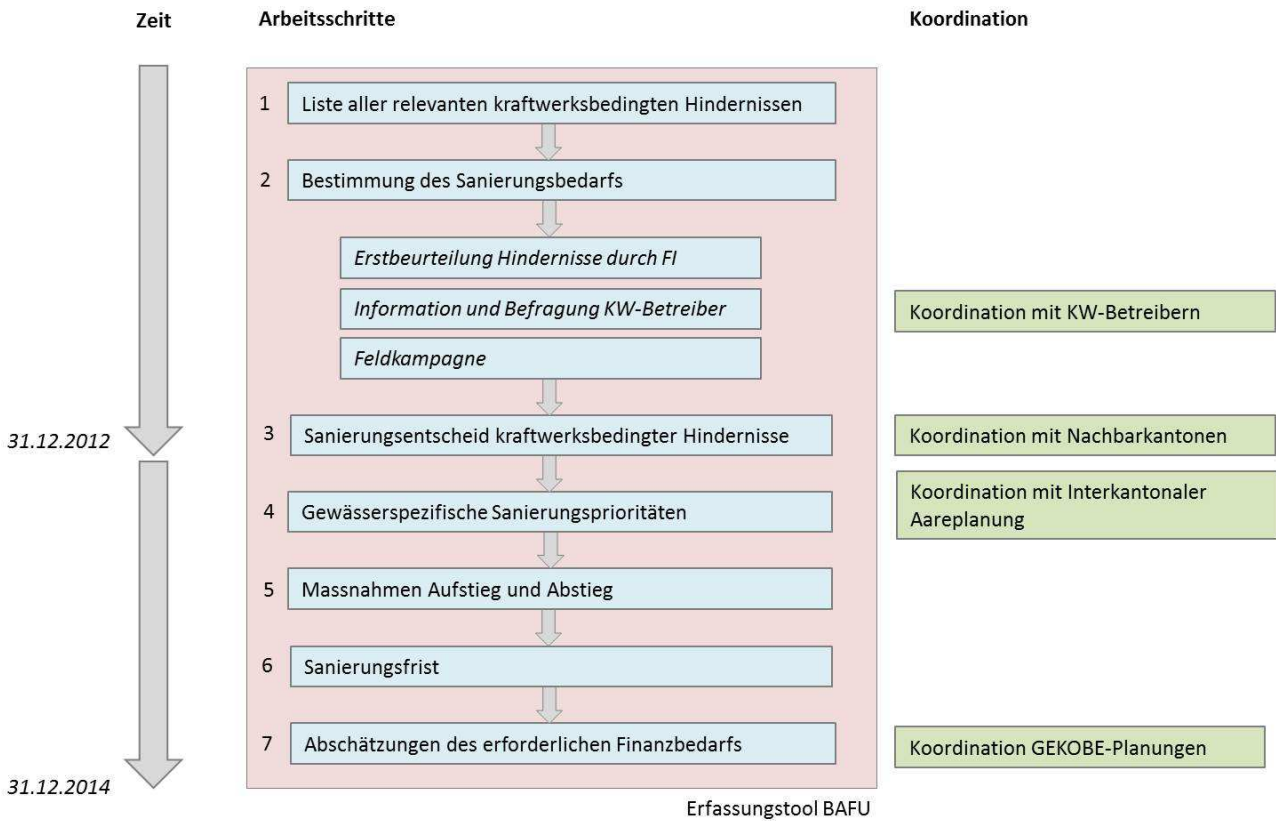 Zeit
Arbeitsschritte
Koordination
1 Liste aller relevanten kraftwerksbedingten Hindernissen
2 Bestimmung des Sanierungsbedarfs
Erstbeurteilung Hindernisse durch FI
Information und Befragung KW-Betreiber
Koordination mit KW-Betreibern
Feldkampagne
31.12.2012
3 Sanierungsentscheid kraftwerksbedingter Hindernisse
Koordination mit Nachbarkantonen
4 Gewässerspezifische Sanierungsprioritäten
Koordination mit Interkantonaler
Aareplanung
5 Massnahmen Aufstieg und Abstieg
6 Sanierungsfrist
7 Abschätzungen des erforderlichen Finanzbedarfs
Koordination GEKOBE-Planungen
31.12.2014
Erfassungstool BAFU